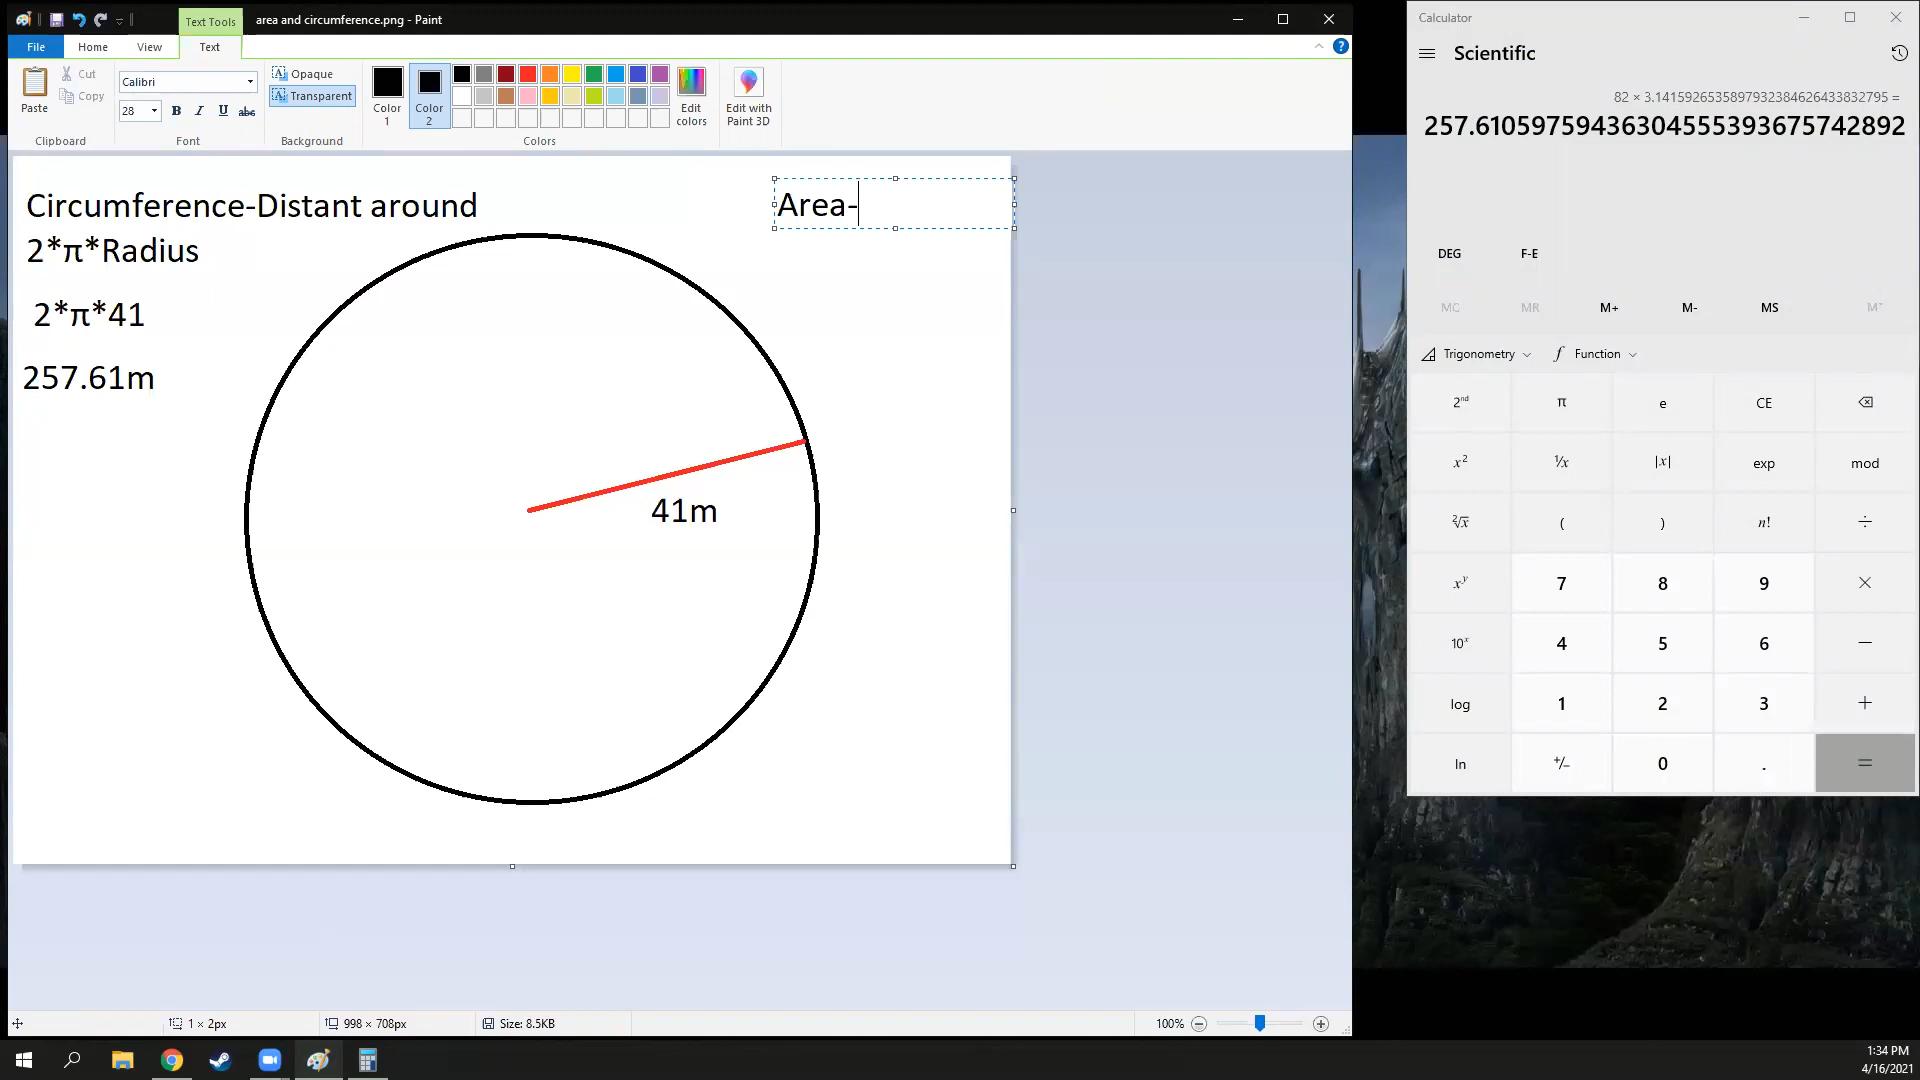 Text Tools
area and circumference.png - Paint
File
Home
View
Text
Paste
Cut
Copy
Clipboard
Calibri
28
B I U abc
Font
Opaque
Transparent
Background
Color 1
Color 2
Colors
Edit colors
Edit with Paint 3D
Circumference-Distant around
2*π*Radius
2*π*41
257.61m
Area-
41m
1 × 2px
998 × 708px
Size: 8.5KB
100%
Calculator
Scientific
82 × 3.1415926535897932384626433832795 =
257.61059759436304555393675742892
DEG
F-E
MC MR M+ M- MS
Trigonometry
Function
2nd π e CE
x² ⅟x |x| exp mod
²√x ( ) n! ÷
xʸ 7 8 9 ×
10ˣ 4 5 6 −
log 1 2 3 +
ln +/− 0 . =
1:34 PM
4/16/2021